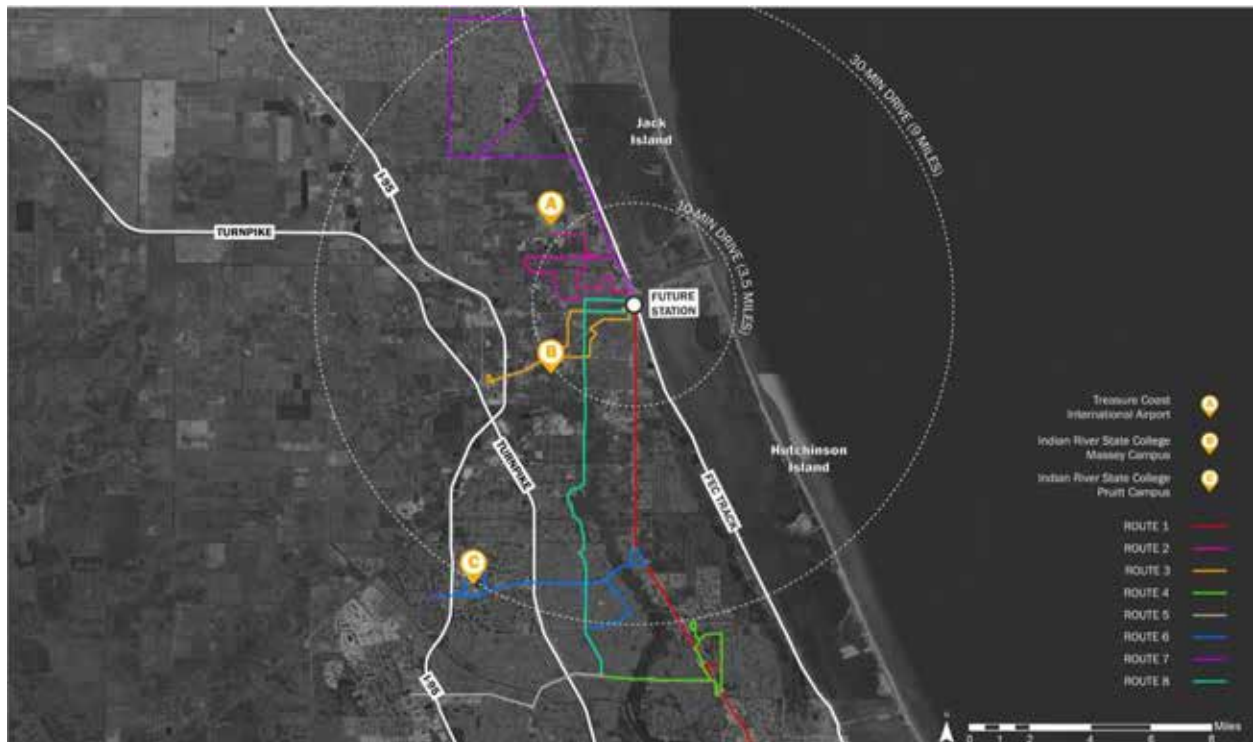 30 MIN DRIVE (9 MILES)
Jack
Island
I-95
A
10 MIN DRIVE (3.5 MILES)
TURNPIKE
FUTURE
STATION
B
Treasure Coast
International Airport
A
Indian River State College
Massey Campus
Hutchinson
Island
TURNPIKE
FEC TRACK
Indian River State College
Pruitt Campus
ROUTE 1
ROUTE 2
C
ROUTE 3
ROUTE 4
ROUTE 5
ROUTE 6
ROUTE 7
I-95
ROUTE 8
Miles
0 1 2 4 6 8